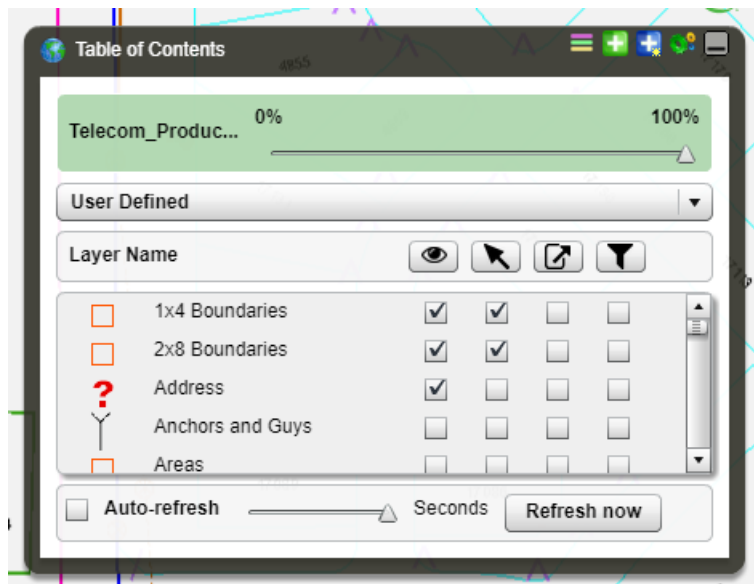 Table of Contents
4855
Telecom_Produc...
0%
100%
User Defined
Layer Name
1x4 Boundaries
2x8 Boundaries
Address
Anchors and Guys
Areas
Auto-refresh
Seconds
Refresh now